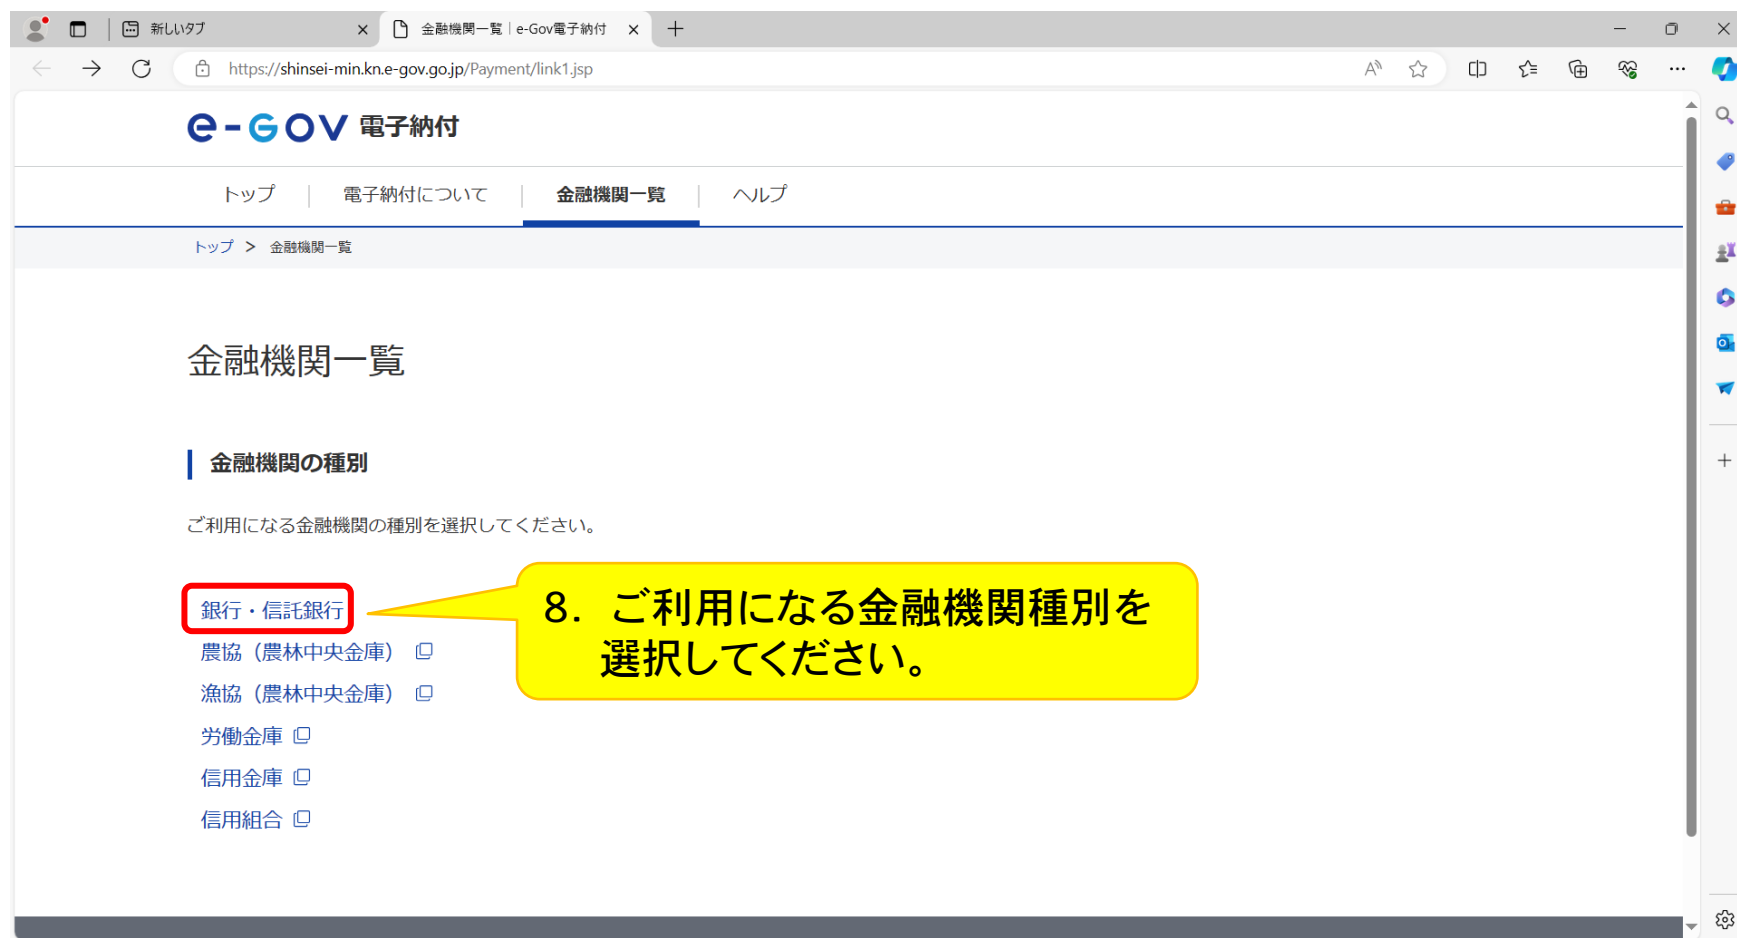 新しいタブ
金融機関一覧｜e-Gov電子納付
https://shinsei-min.kn.e-gov.go.jp/Payment/link1.jsp
e-GOV 電子納付
トップ
電子納付について
金融機関一覧
ヘルプ
トップ > 金融機関一覧
金融機関一覧
金融機関の種別
ご利用になる金融機関の種別を選択してください。
銀行・信託銀行
農協（農林中央金庫）
漁協（農林中央金庫）
労働金庫
信用金庫
信用組合
８．ご利用になる金融機関種別を
選択してください。